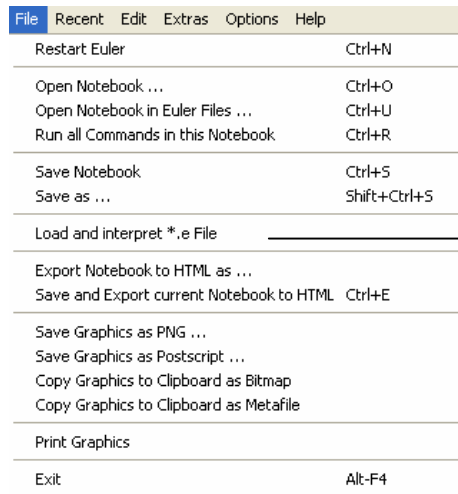 File Recent Edit Extras Options Help
Restart Euler Ctrl+N
Open Notebook ... Ctrl+O
Open Notebook in Euler Files ... Ctrl+U
Run all Commands in this Notebook Ctrl+R
Save Notebook Ctrl+S
Save as ... Shift+Ctrl+S
Load and interpret *.e File
Export Notebook to HTML as ...
Save and Export current Notebook to HTML Ctrl+E
Save Graphics as PNG ...
Save Graphics as Postscript ...
Copy Graphics to Clipboard as Bitmap
Copy Graphics to Clipboard as Metafile
Print Graphics
Exit Alt-F4